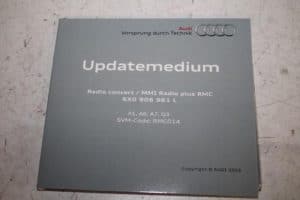 Audi
Vorsprung durch Technik
Updatemedium
Radio concert / MMI Radio plus RMC
8X0 906 961 L
A1, A6, A7, Q3
SVM-Code: RMC014
Copyright © AUDI